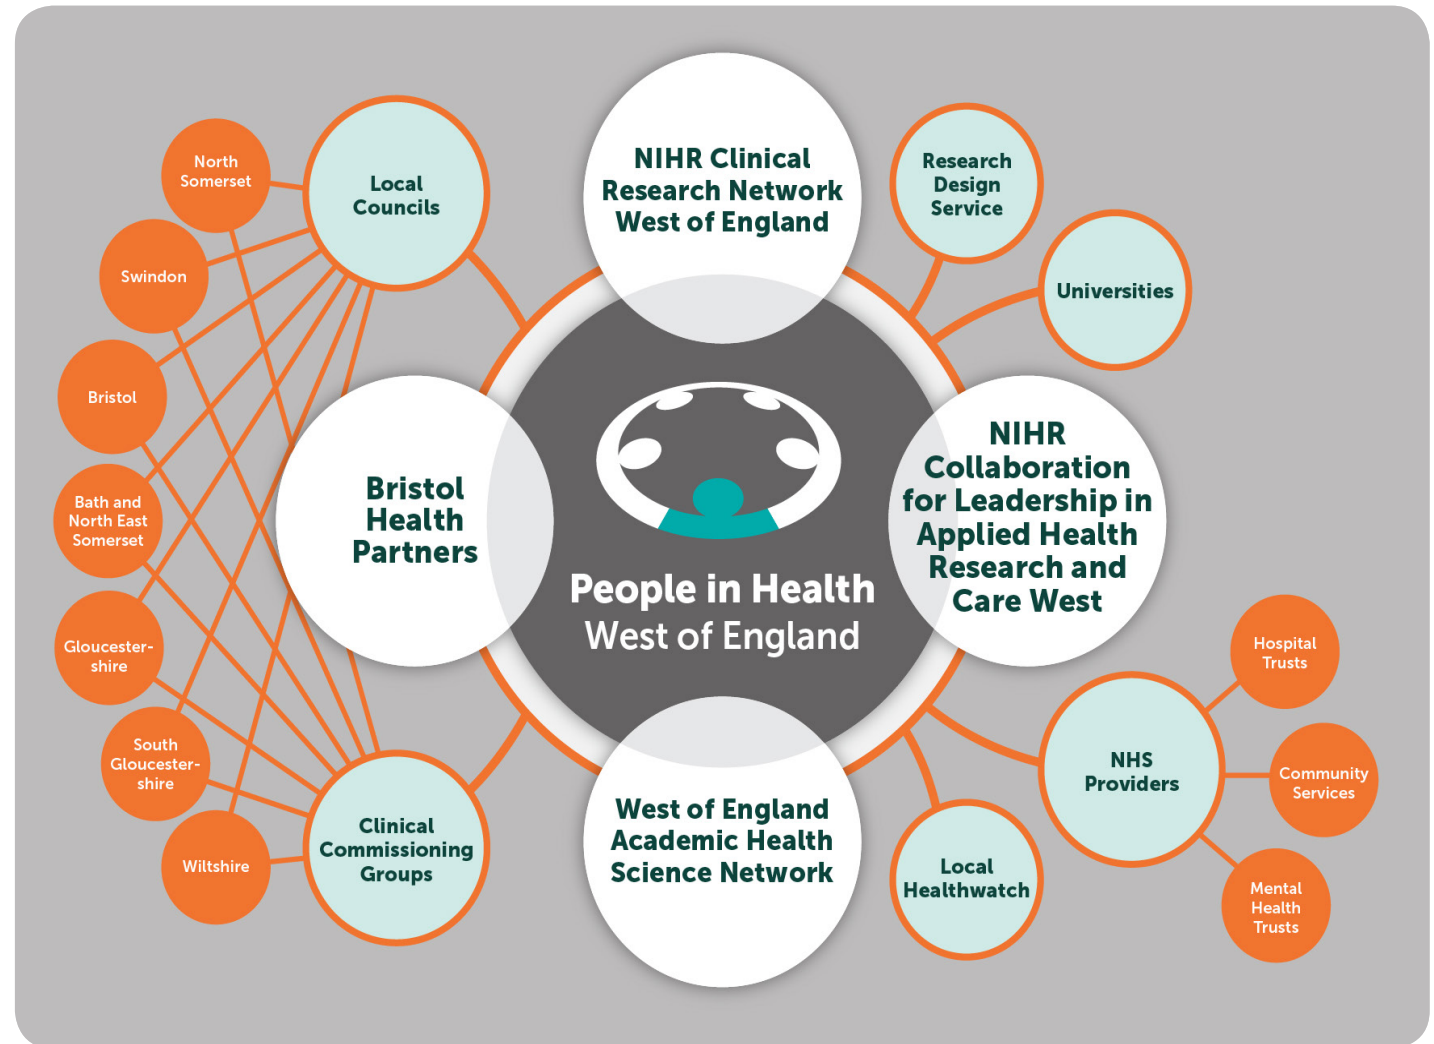 NIHR Clinical
Research Network
West of England
Research
Design
Service
Universities
Local
Councils
North
Somerset
Swindon
Bristol
Bath and
North East
Somerset
Gloucester-
shire
South
Gloucester-
shire
Wiltshire
Bristol
Health
Partners
People in Health
West of England
NIHR
Collaboration
for Leadership in
Applied Health
Research and
Care West
Clinical
Commissioning
Groups
West of England
Academic Health
Science Network
Local
Healthwatch
NHS
Providers
Hospital
Trusts
Community
Services
Mental
Health
Trusts